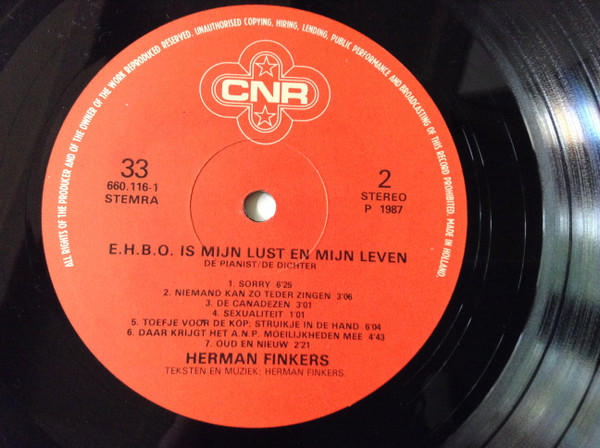 ALL RIGHTS OF THE PRODUCER AND OF THE OWNER OF THE WORK REPRODUCED RESERVED. UNAUTHORISED COPYING, HIRING, LENDING, PUBLIC PERFORMANCE AND BROADCASTING OF THIS RECORD PROHIBITED. MADE IN HOLLAND.
CNR
33
660.116-1
STEMRA
2
STEREO
P 1987
E.H.B.O. IS MIJN LUST EN MIJN LEVEN
DE PIANIST/DE DICHTER
1. SORRY 6'25
2. NIEMAND KAN ZO TEDER ZINGEN 3'06
3. DE CANADEZEN 3'01
4. SEXUALITEIT 1'01
5. TOEFJE VOOR DE KOP; STRUIKJE IN DE HAND 6'04
6. DAAR KRIJGT HET A.N.P. MOEILIJKHEDEN MEE 4'43
7. OUD EN NIEUW 2'21
HERMAN FINKERS
TEKSTEN EN MUZIEK: HERMAN FINKERS.